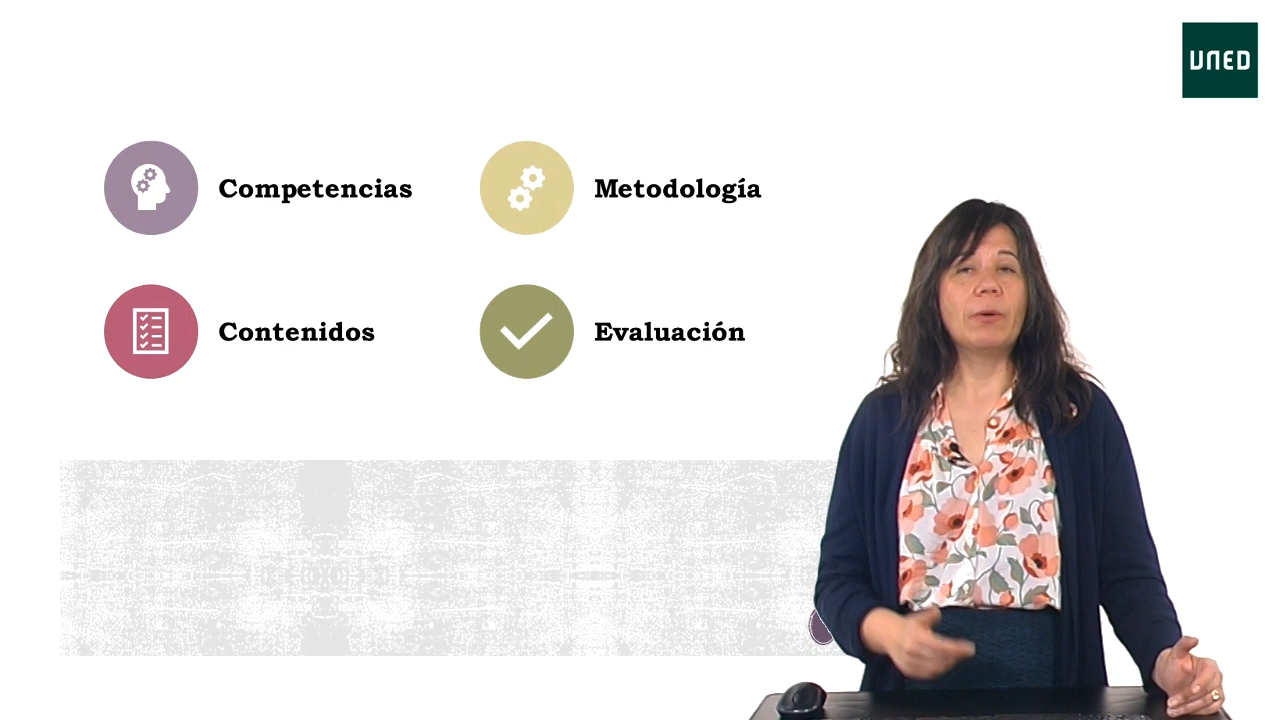 UNED
Competencias
Metodología
Contenidos
Evaluación